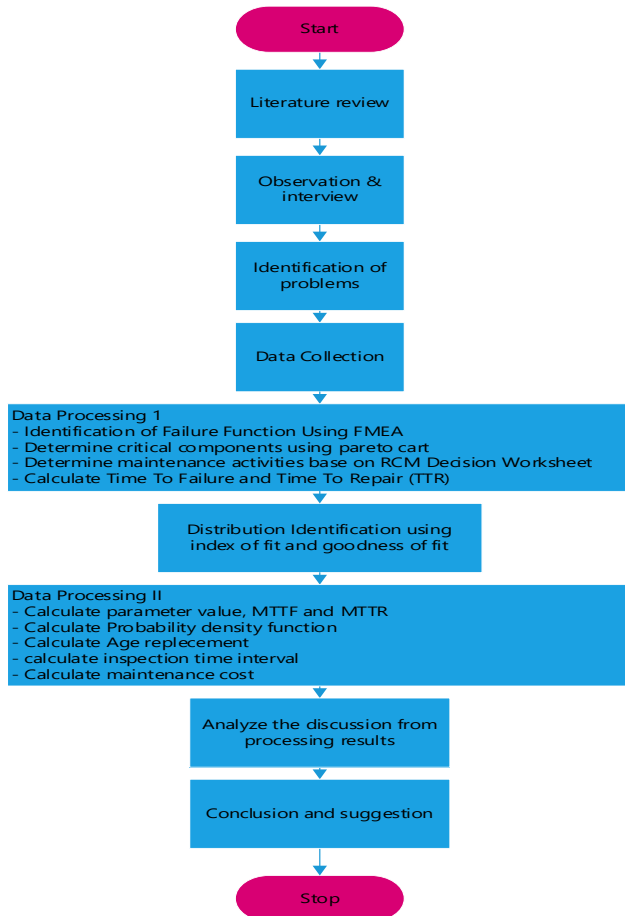 Start
Literature review
Observation &
interview
Identification of
problems
Data Collection
Data Processing 1
- Identification of Failure Function Using FMEA
- Determine critical components using pareto cart
- Determine maintenance activities base on RCM Decision Worksheet
- Calculate Time To Failure and Time To Repair (TTR)
Distribution Identification using
index of fit and goodness of fit
Data Processing II
- Calculate parameter value, MTTF and MTTR
- Calculate Probability density function
- Calculate Age replecement
- calculate inspection time interval
- Calculate maintenance cost
Analyze the discussion from
processing results
Conclusion and suggestion
Stop